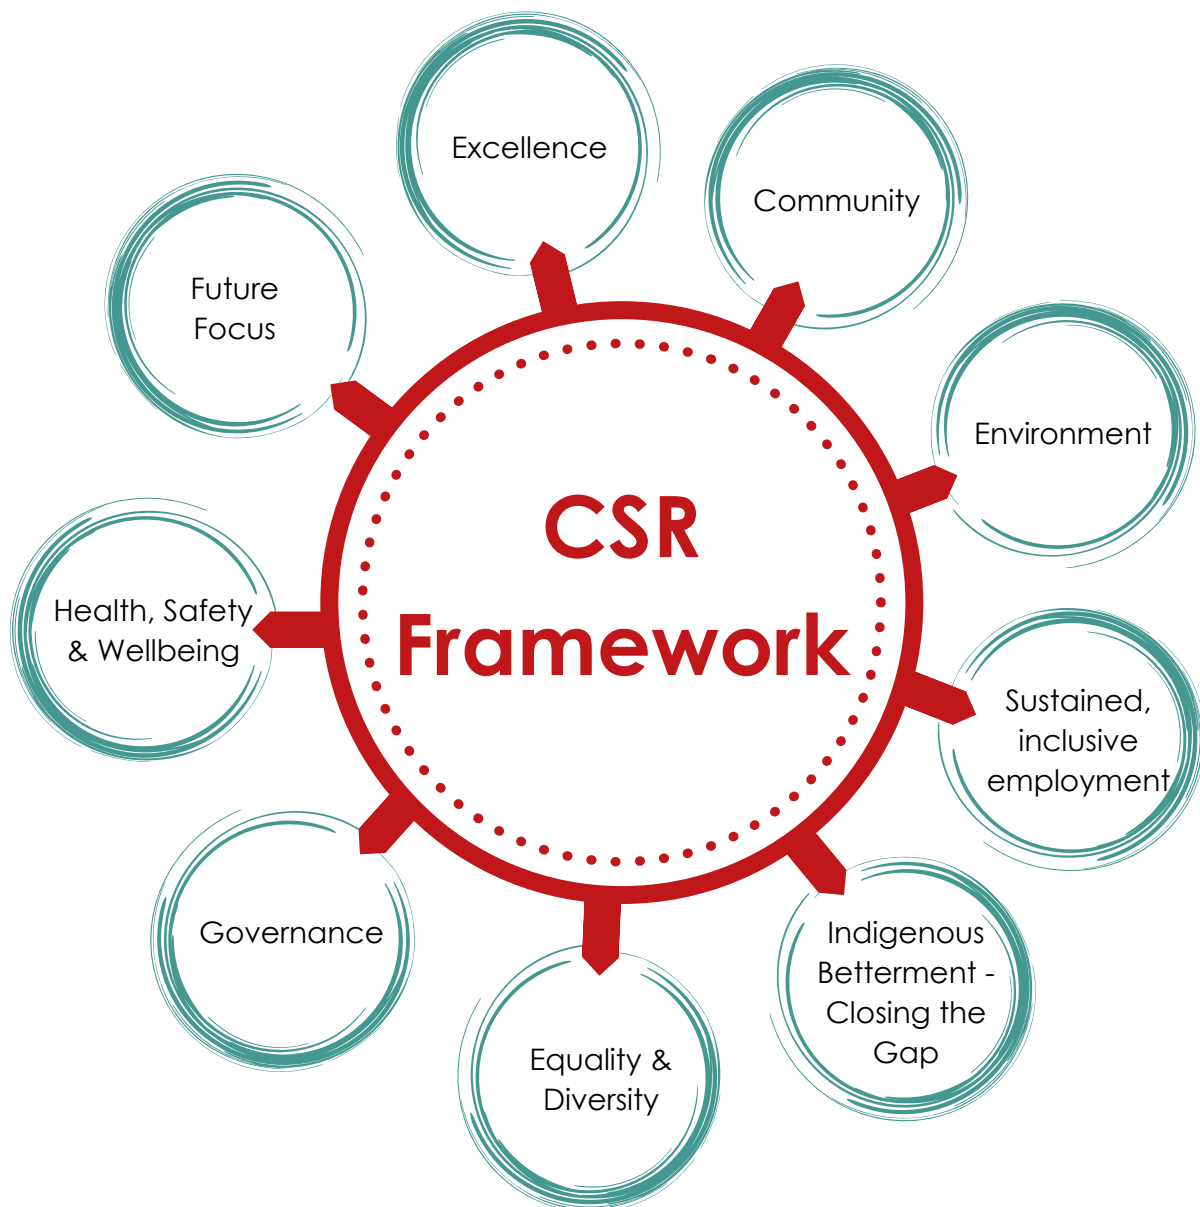 Excellence
Community
Future
Focus
Environment
CSR
Framework
Health, Safety
& Wellbeing
Sustained,
inclusive
employment
Governance
Indigenous
Betterment -
Closing the
Gap
Equality &
Diversity